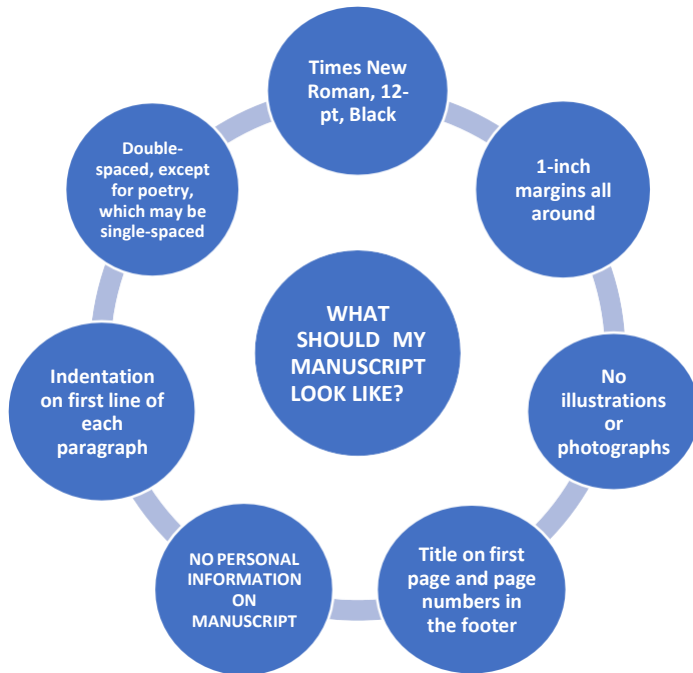 Times New
Roman, 12-
pt, Black
1-inch
margins all
around
No
illustrations
or
photographs
Title on first
page and page
numbers in
the footer
NO PERSONAL
INFORMATION
ON
MANUSCRIPT
Indentation
on first line of
each
paragraph
Double-
spaced, except
for poetry,
which may be
single-spaced
WHAT
SHOULD MY
MANUSCRIPT
LOOK LIKE?